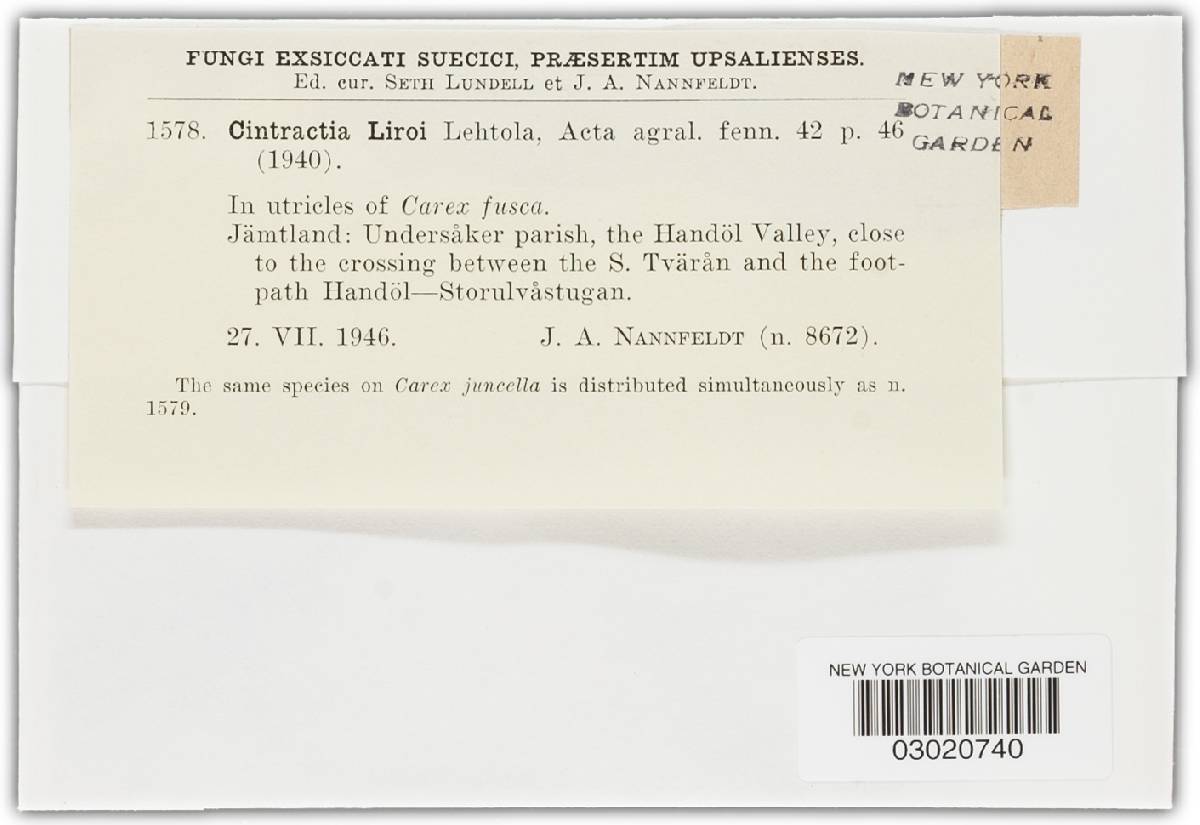 FUNGI EXSICCATI SUECICI, PRÆSERTIM UPSALIENSES.
Ed. cur. SETH LUNDELL et J. A. NANNFELDT.
NEW YORK
BOTANICAL
GARDEN
1578. Cintractia Liroi Lehtola, Acta agral. fenn. 42 p. 46
(1940).
In utricles of Carex fusca.
Jämtland: Undersåker parish, the Handöl Valley, close
to the crossing between the S. Tvärån and the foot-
path Handöl—Storulvåstugan.
27. VII. 1946. J. A. NANNFELDT (n. 8672).
The same species on Carex juncella is distributed simultaneously as n.
1579.
NEW YORK BOTANICAL GARDEN
03020740